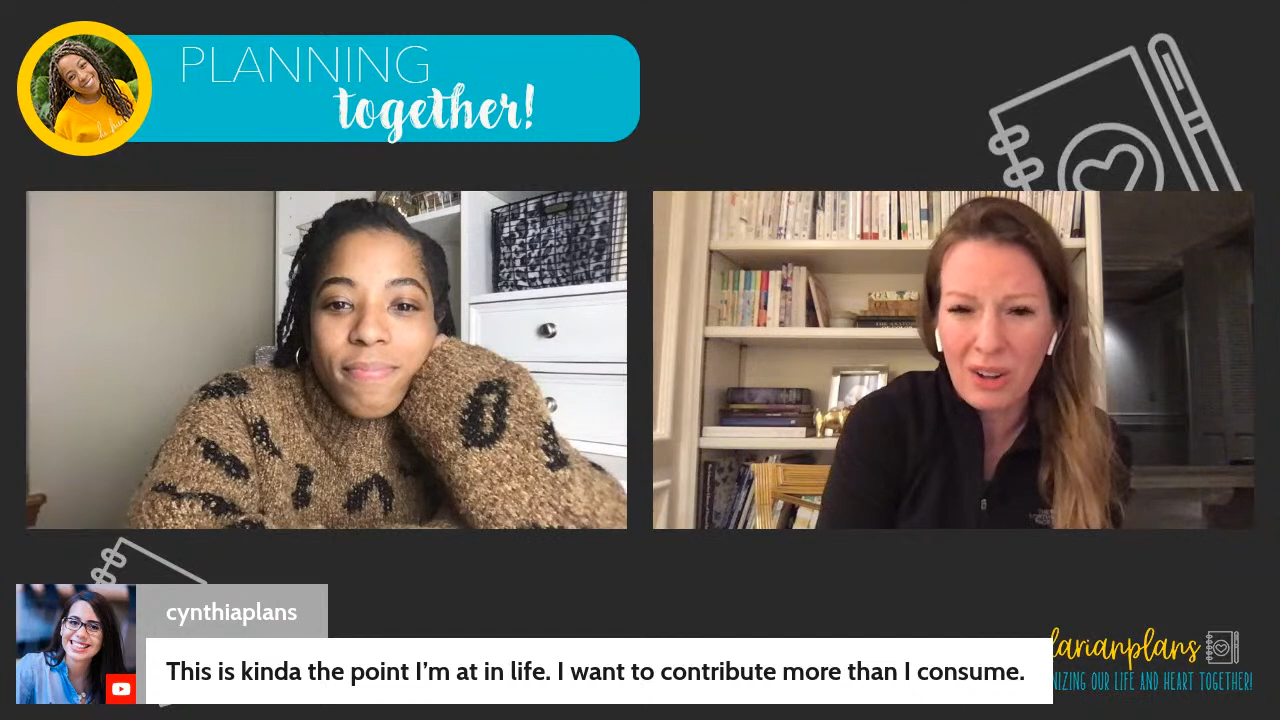 PLANNING
together!
cynthiaplans
This is kinda the point I'm at in life. I want to contribute more than I consume.
larianplans
NIZING OUR LIFE AND HEART TOGETHER!